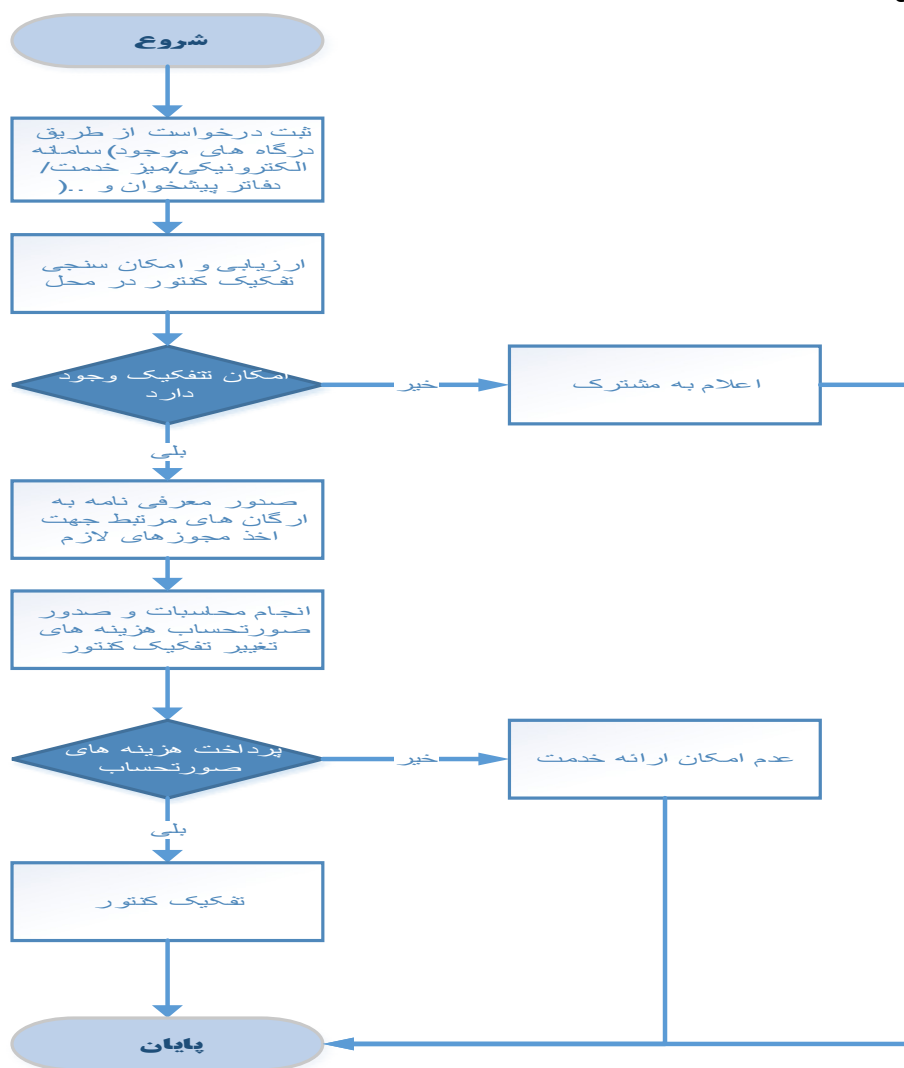 شروع
ثبت درخواست از طریق
درگاه های موجود)سامانه
الکترونیکی/میز خدمت/
دفاتر پیشخوان و ..(
ارزیابی و امکان سنجی
تفکیک کنتور در محل
امکان تتفکیک وجود
دارد
خیر
اعلام به مشترک
بلی
صدور معرفی نامه به
ارگان های مرتبط جهت
اخذ مجوزهای لازم
انجام محاسبات و صدور
صورتحساب هزینه های
تغییر تفکیک کنتور
پرداخت هزینه های
صورتحساب
خیر
عدم امکان ارائه خدمت
بلی
تفکیک کنتور
پایان